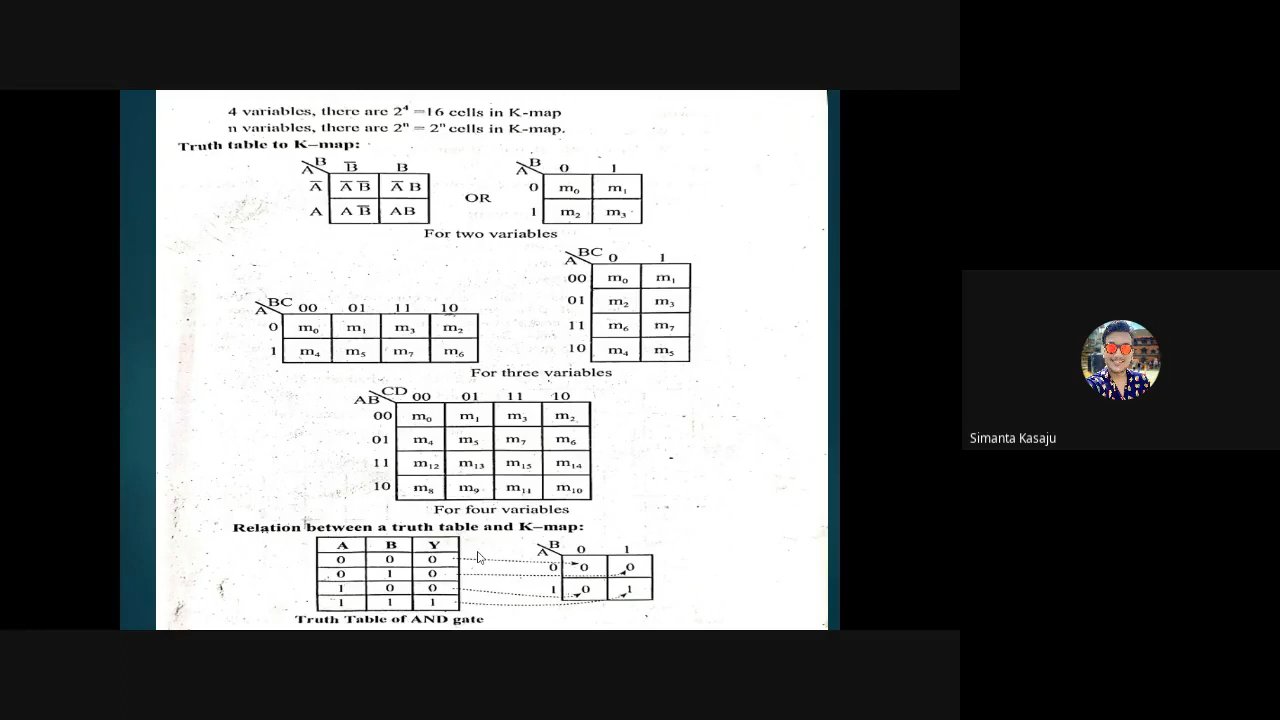 4 variables, there are 2⁴ =16 cells in K-map
n variables, there are 2ⁿ = 2ⁿ cells in K-map.
Truth table to K–map:
B B̅ B
A
A̅ A̅ B̅ A̅ B
A A B̅ AB
OR
B 0 1
A
0 m₀ m₁
1 m₂ m₃
For two variables
BC 0 1
A
00 m₀ m₁
01 m₂ m₃
11 m₆ m₇
10 m₄ m₅
BC 00 01 11 10
A
0 m₀ m₁ m₃ m₂
1 m₄ m₅ m₇ m₆
For three variables
CD 00 01 11 10
AB
00 m₀ m₁ m₃ m₂
01 m₄ m₅ m₇ m₆
11 m₁₂ m₁₃ m₁₅ m₁₄
10 m₈ m₉ m₁₁ m₁₀
For four variables
Relation between a truth table and K–map:
A B Y
0 0 0
0 1 0
1 0 0
1 1 1
B 0 1
A
0 0 0
1 0 1
Truth Table of AND gate
Simanta Kasaju